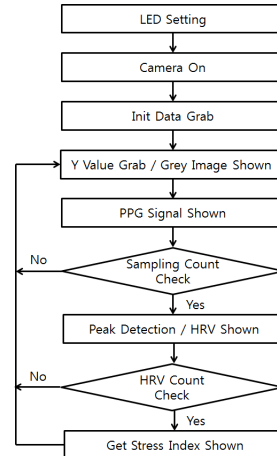 LED Setting
Camera On
Init Data Grab
Y Value Grab / Grey Image Shown
PPG Signal Shown
No
Sampling Count
Check
Yes
Peak Detection / HRV Shown
No
HRV Count
Check
Yes
Get Stress Index Shown